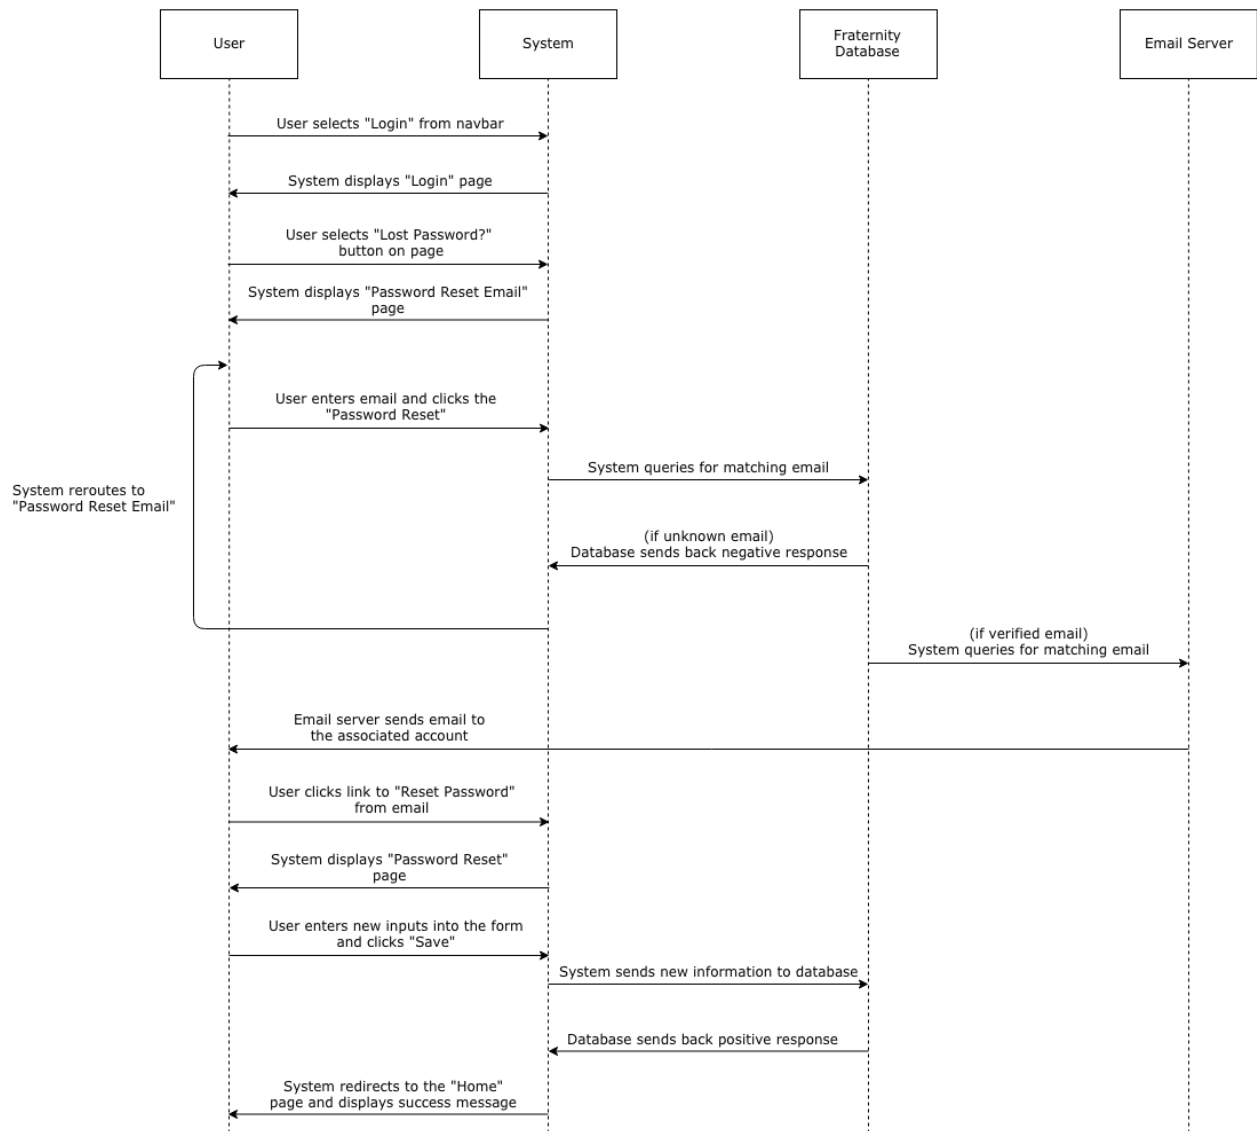 User
System
Fraternity
Database
Email Server
User selects "Login" from navbar
System displays "Login" page
User selects "Lost Password?"
button on page
System displays "Password Reset Email"
page
User enters email and clicks the
"Password Reset"
System queries for matching email
System reroutes to
"Password Reset Email"
(if unknown email)
Database sends back negative response
(if verified email)
System queries for matching email
Email server sends email to
the associated account
User clicks link to "Reset Password"
from email
System displays "Password Reset"
page
User enters new inputs into the form
and clicks "Save"
System sends new information to database
Database sends back positive response
System redirects to the "Home"
page and displays success message